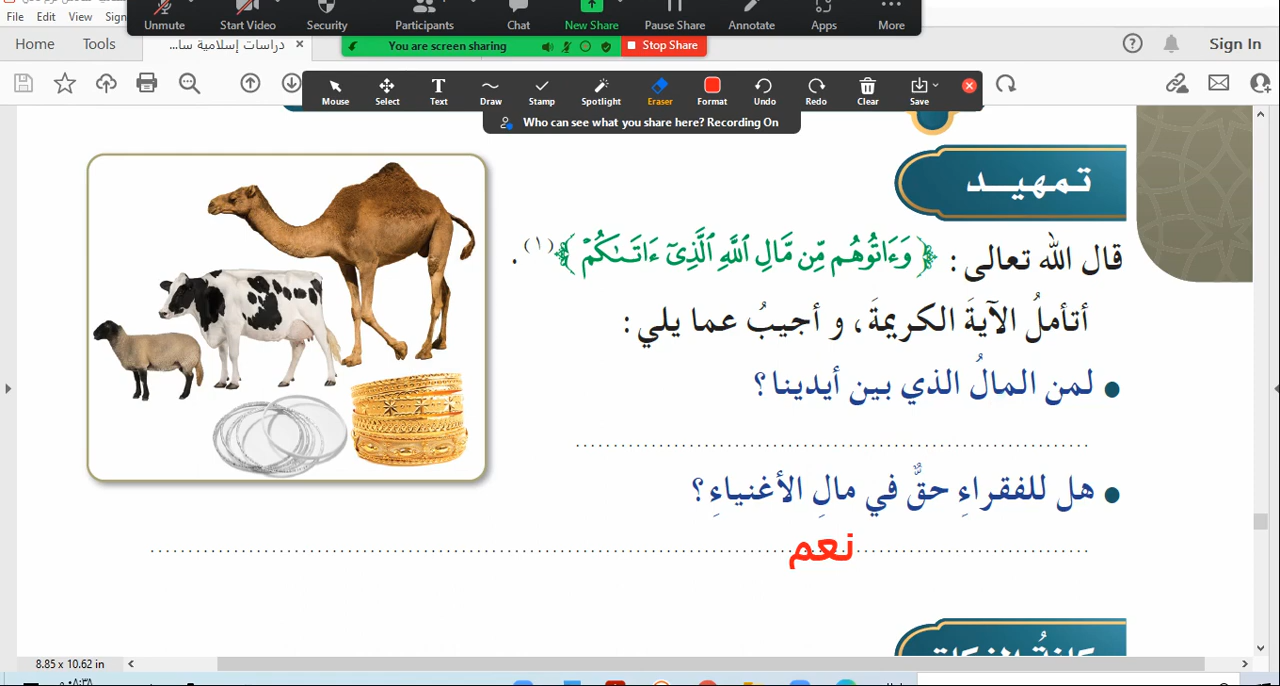 File Edit View
Unmute Start Video Security Participants Chat New Share Pause Share Annotate Apps More
Home Tools دراسات إسلامية سا...
You are screen sharing Stop Share
Sign In
Mouse Select Text Draw Stamp Spotlight Eraser Format Undo Redo Clear Save
Who can see what you share here? Recording On
تمهيد
قال الله تعالى: ﴿وَءَاتُوهُم مِّن مَّالِ ٱللَّهِ ٱلَّذِىٓ ءَاتَىٰكُمْ﴾(١).
أتأملُ الآيةَ الكريمةَ، و أجيبُ عما يلي:
• لمن المالُ الذي بين أيدينا؟
• هل للفقراءِ حقٌّ في مالِ الأغنياءِ؟
نعم
8.85 x 10.62 in